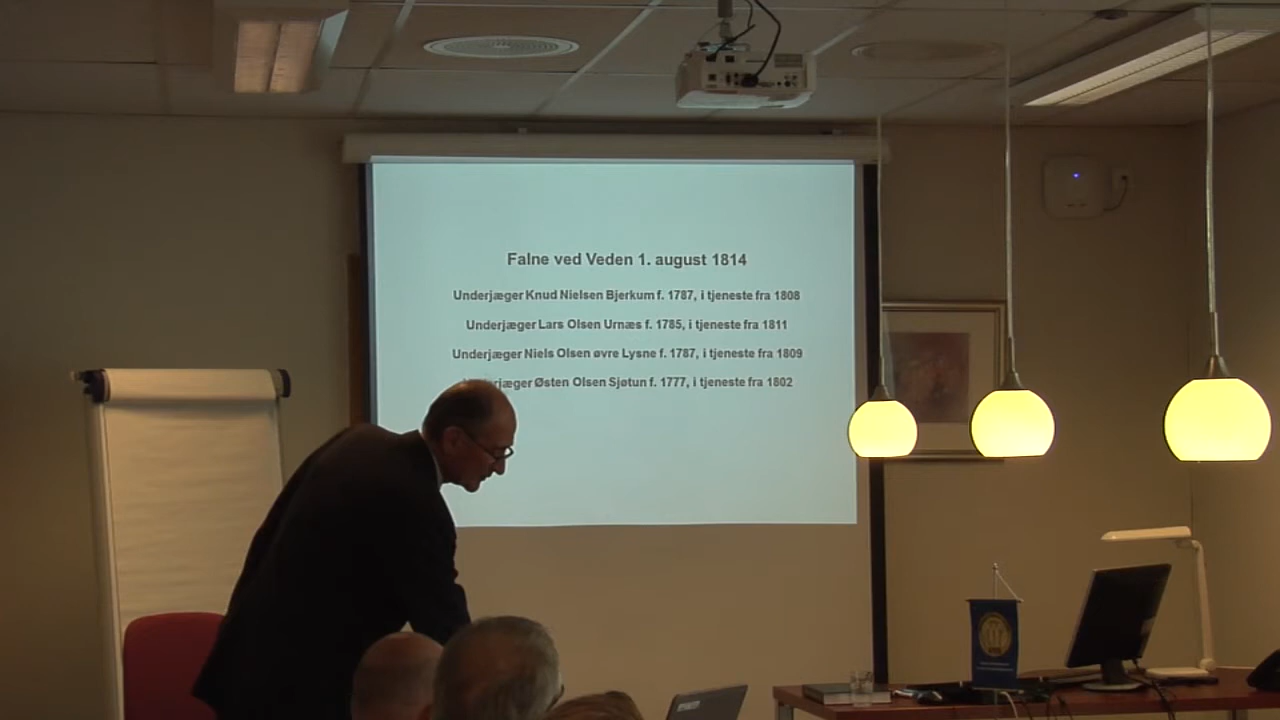 Falne ved Veden 1. august 1814
Underjæger Knud Nielsen Bjerkum f. 1787, i tjeneste fra 1808
Underjæger Lars Olsen Urnæs f. 1785, i tjeneste fra 1811
Underjæger Niels Olsen øvre Lysne f. 1787, i tjeneste fra 1809
Underjæger Østen Olsen Sjøtun f. 1777, i tjeneste fra 1802